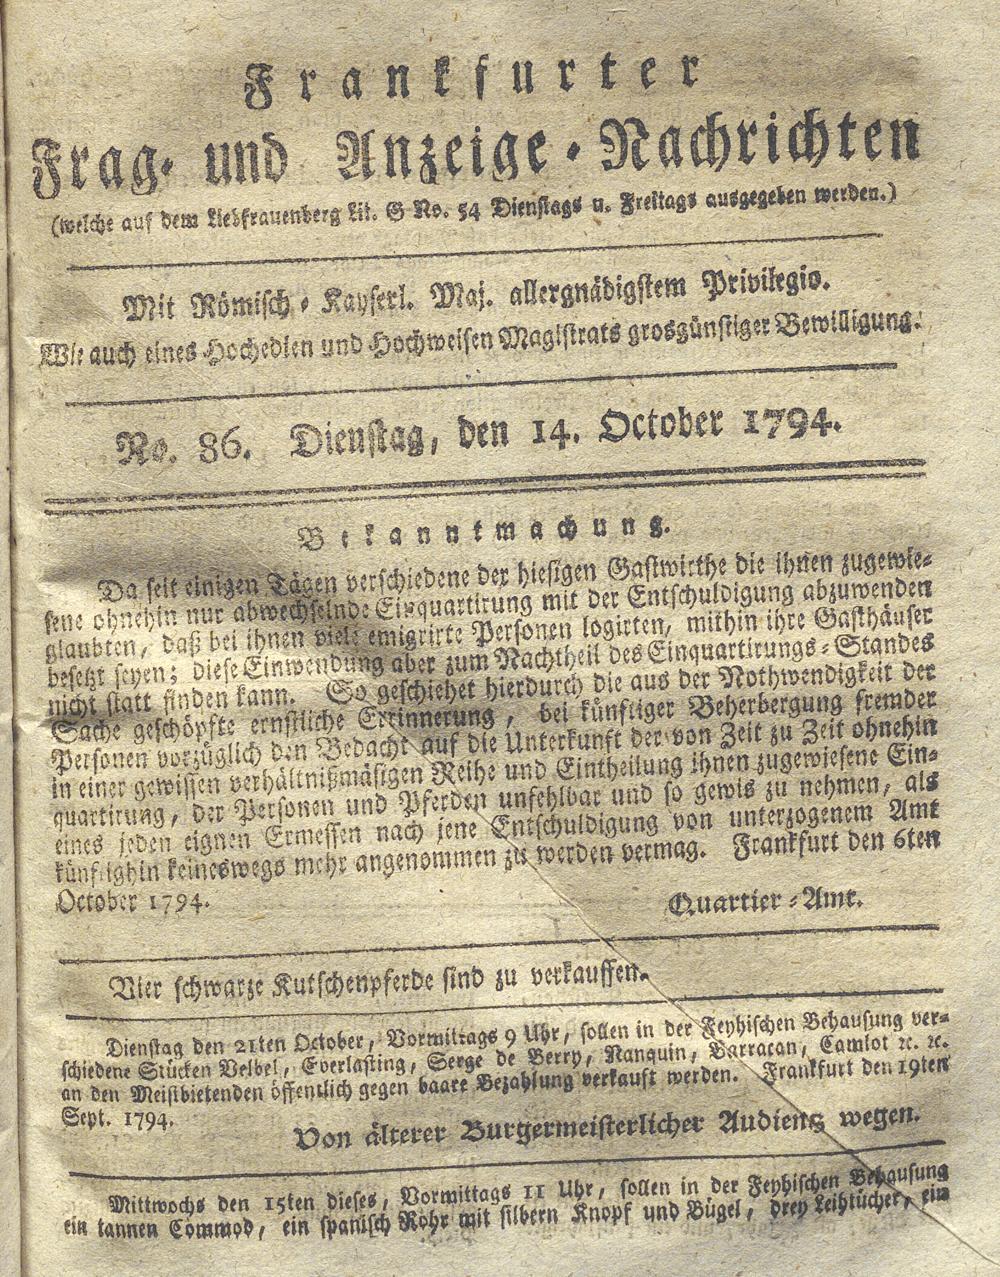 Frankfurter
Frag- und Anzeige-Nachrichten
(welche auf dem Liebfrauenberg Lit. G No. 54 Dienstags u. Freitags ausgegeben werden.)
Mit Römisch-Kayserl. Maj. allergnädigstem Privilegio.
Wie auch eines Hochedlen und Hochweisen Magistrats grosgünstiger Bewilligung.
No. 86. Dienstag, den 14. October 1794.
Bekanntmachung.
Da seit einigen Tägen verschiedene der hiesigen Gastwirthe die ihnen zugewie-
sene ohnehin nur abwechselnde Einquartirung mit der Entschuldigung abzuwenden
glaubten, daß bei ihnen viele emigrirte Personen logirten, mithin ihre Gasthäuser
besetzt seyen; diese Einwendung aber zum Nachtheil des Einquartirungs-Standes
nicht statt finden kann. So geschiehet hierdurch die aus der Nothwendigkeit der
Sache geschöpfte ernstliche Errinnerung, bei künftiger Beherbergung fremder
Personen vorzüglich den Bedacht auf die Unterkunft der von Zeit zu Zeit ohnehin
in einer gewissen verhältnißmäsigen Reihe und Eintheilung ihnen zugewiesene Ein-
quartirung, der Personen und Pferden unfehlbar und so gewis zu nehmen, als
eines jeden eignen Ermessen nach jene Entschuldigung von unterzogenem Amt
künftighin keineswegs mehr angenommen zu werden vermag. Frankfurt den 6ten
October 1794.
Quartier-Amt.
Vier schwarze Kutschenpferde sind zu verkauffen.
Dienstag den 21ten October, Vormitrags 9 Uhr, sollen in der Feyhischen Behausung ver-
schiedene Stücken Velbel, Everlasting, Serge de Berry, Nanquin, Barracan, Camlot ꝛc. ꝛc.
an den Meistbietenden öffentlich gegen baare Bezahlung verkauft werden. Frankfurt den 19ten
Sept. 1794.
Von älterer Burgermeisterlicher Audienz wegen.
Mittwochs den 15ten dieses, Vormittags 11 Uhr, sollen in der Feyhischen Behausung
ein tannen Commod, ein spanisch Rohr mit silbern Knopf und Bügel, drey Leihtücher, ein